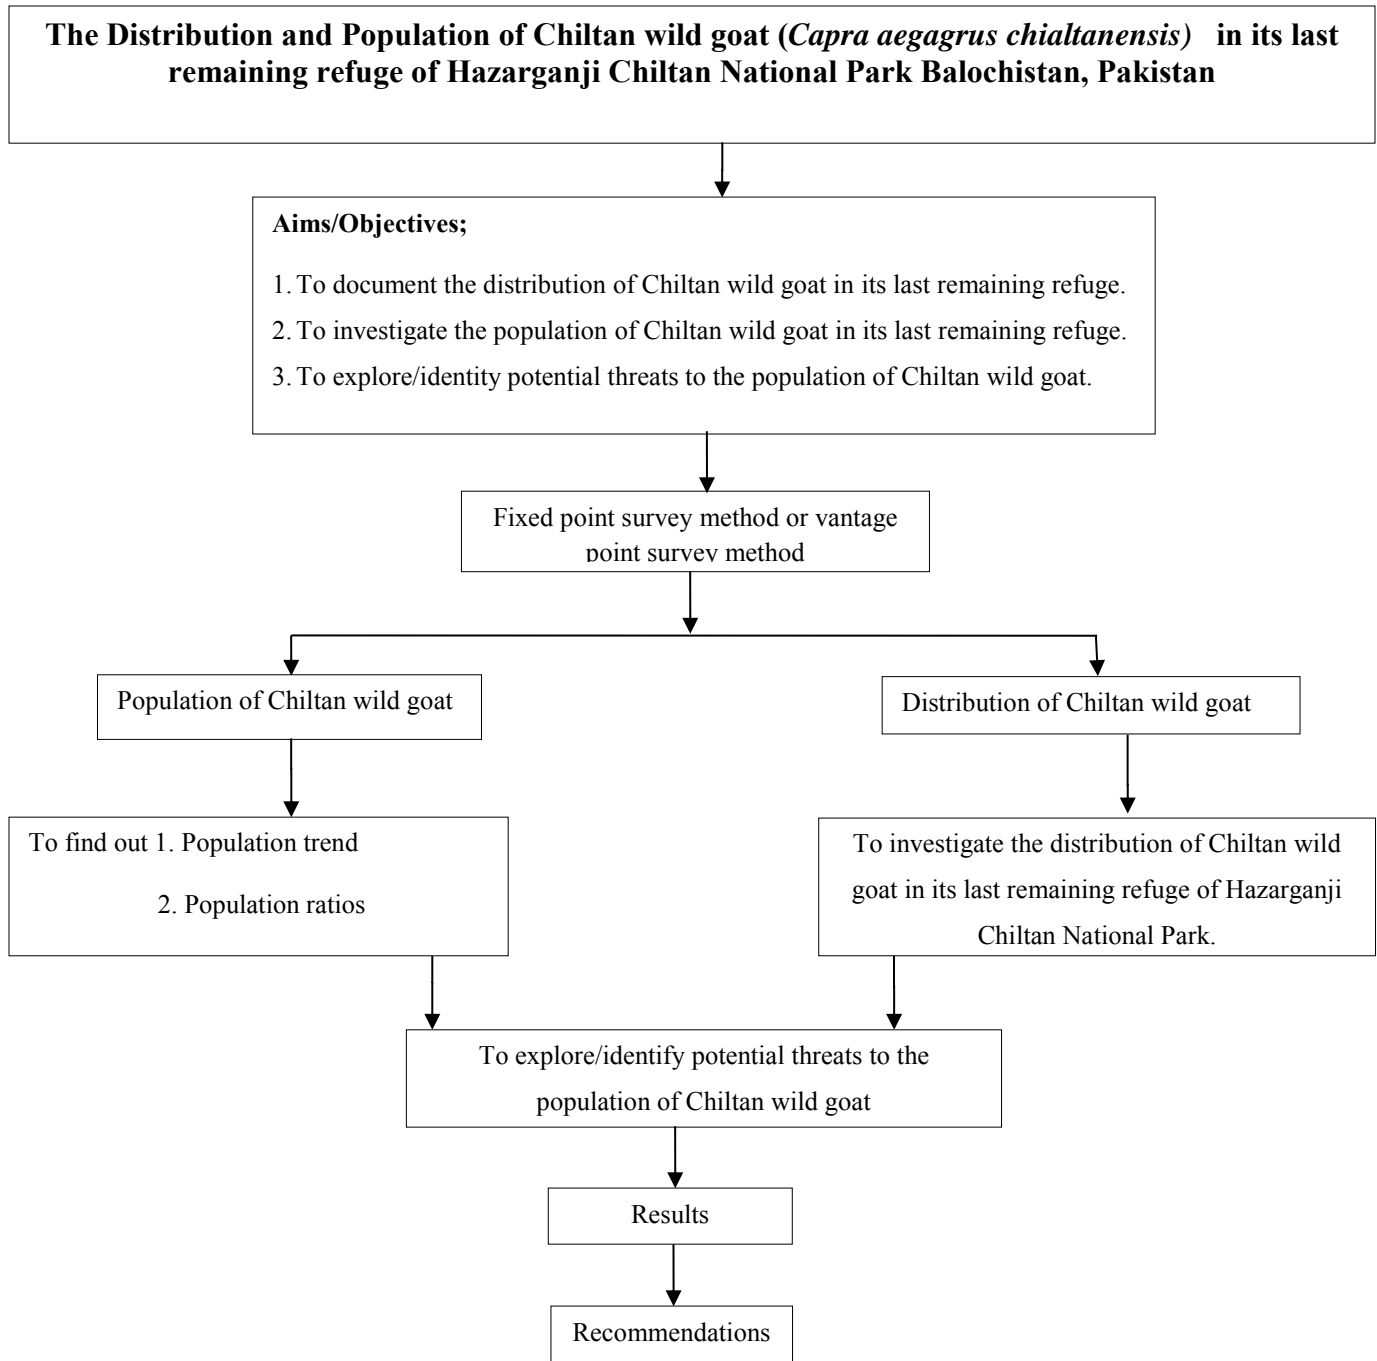 The Distribution and Population of Chiltan wild goat (Capra aegagrus chialtanensis) in its last
remaining refuge of Hazarganji Chiltan National Park Balochistan, Pakistan
Aims/Objectives;
1. To document the distribution of Chiltan wild goat in its last remaining refuge.
2. To investigate the population of Chiltan wild goat in its last remaining refuge.
3. To explore/identity potential threats to the population of Chiltan wild goat.
Fixed point survey method or vantage
point survey method
Population of Chiltan wild goat
Distribution of Chiltan wild goat
To find out 1. Population trend
2. Population ratios
To investigate the distribution of Chiltan wild
goat in its last remaining refuge of Hazarganji
Chiltan National Park.
To explore/identify potential threats to the
population of Chiltan wild goat
Results
Recommendations